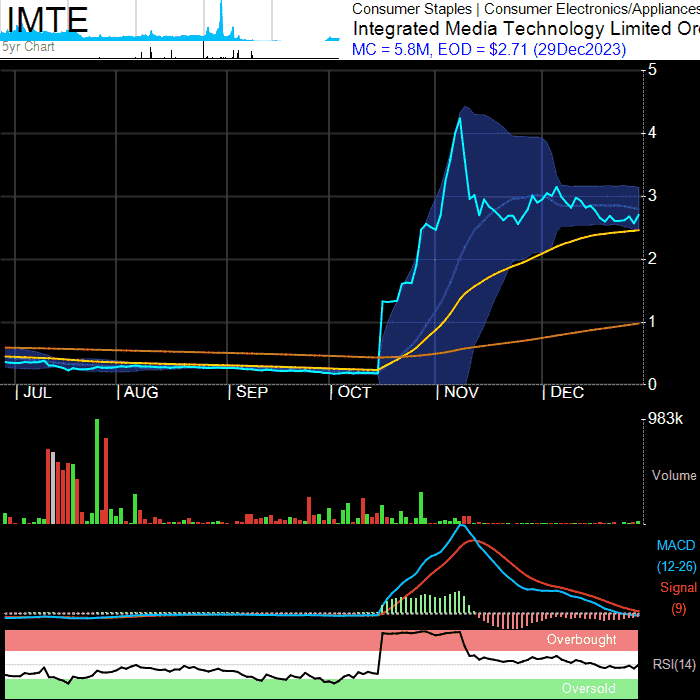 IMTE
5yr Chart
Consumer Staples | Consumer Electronics/Appliances
Integrated Media Technology Limited Or
MC = 5.8M, EOD = $2.71 (29Dec2023)
5
4
3
2
1
0
JUL AUG SEP OCT NOV DEC
983k
Volume
MACD
(12-26)
Signal
(9)
Overbought
RSI(14)
Oversold